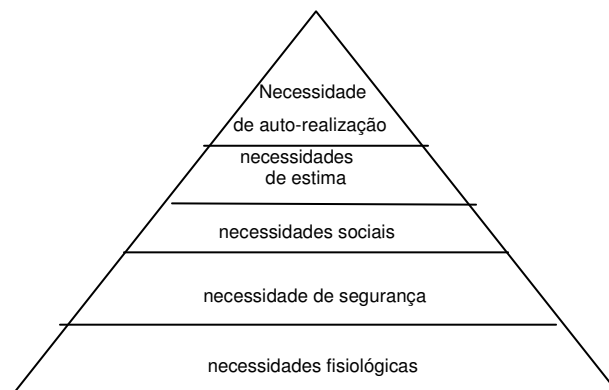 Necessidade
de auto-realização
necessidades
de estima
necessidades sociais
necessidade de segurança
necessidades fisiológicas